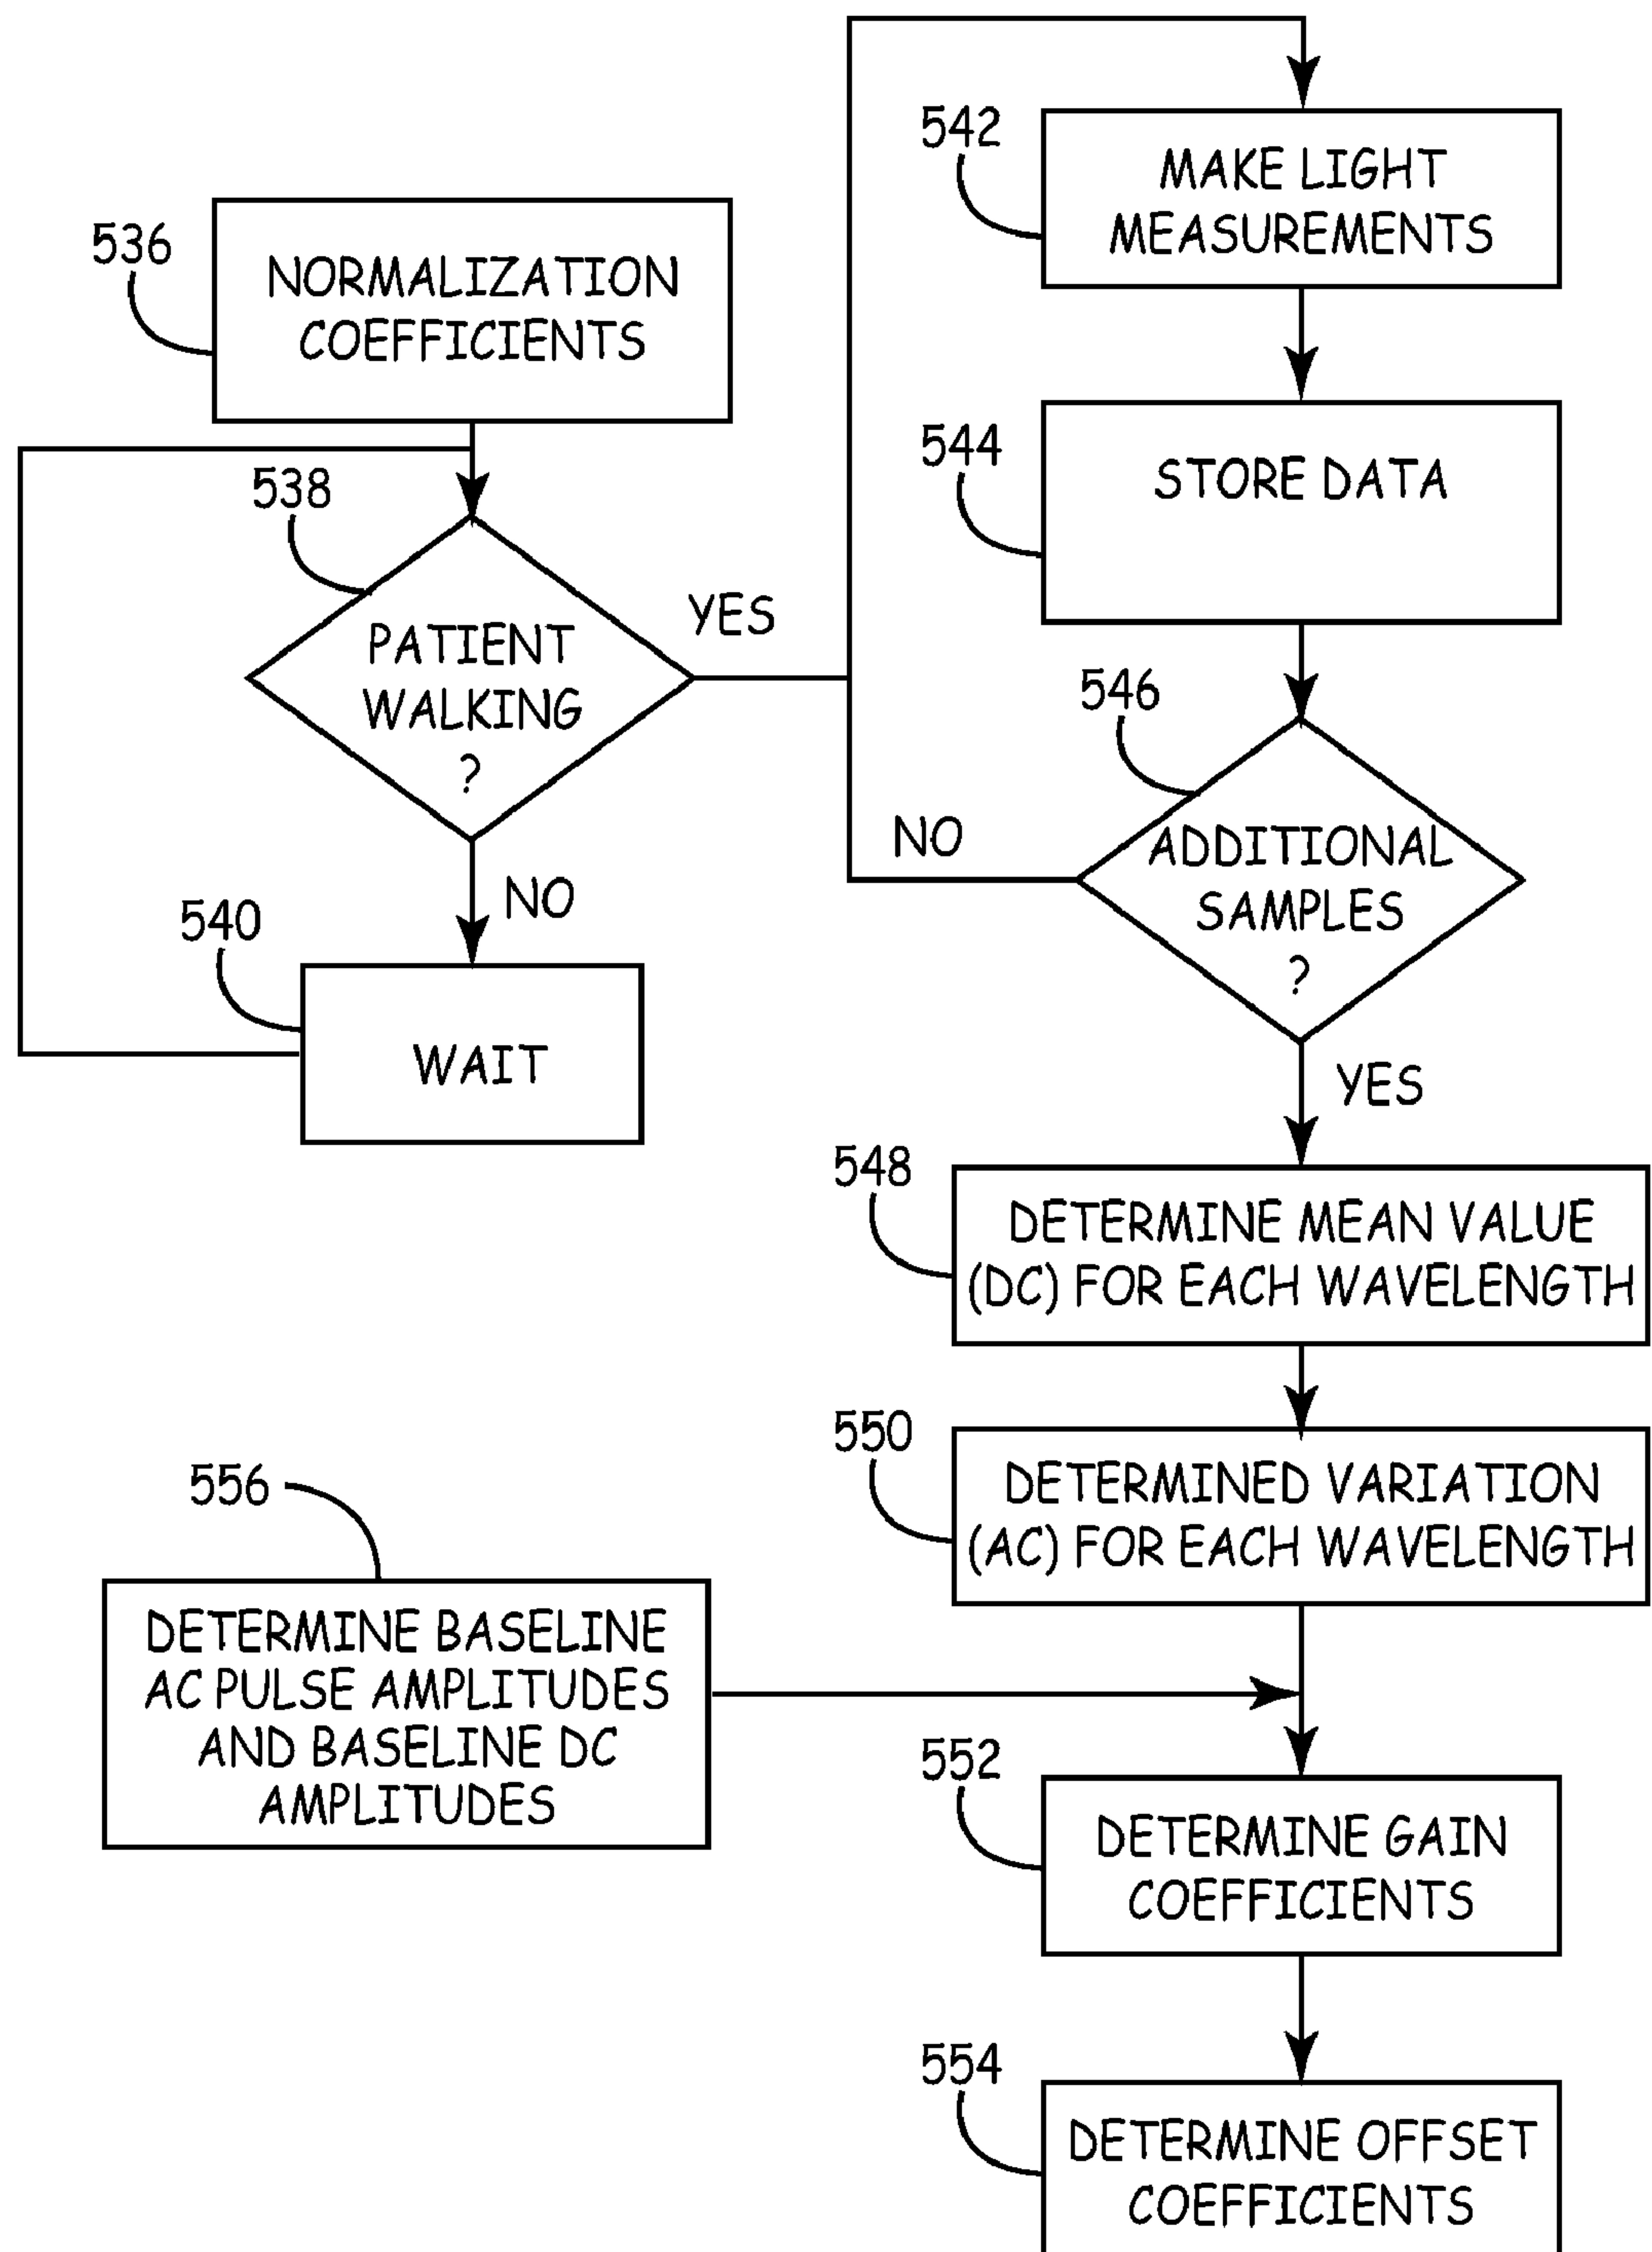 536
NORMALIZATION
COEFFICIENTS
538
PATIENT
WALKING
?
YES
NO
540
WAIT
542
MAKE LIGHT
MEASUREMENTS
544
STORE DATA
546
ADDITIONAL
SAMPLES
?
NO
YES
548
DETERMINE MEAN VALUE
(DC) FOR EACH WAVELENGTH
550
DETERMINED VARIATION
(AC) FOR EACH WAVELENGTH
556
DETERMINE BASELINE
AC PULSE AMPLITUDES
AND BASELINE DC
AMPLITUDES
552
DETERMINE GAIN
COEFFICIENTS
554
DETERMINE OFFSET
COEFFICIENTS